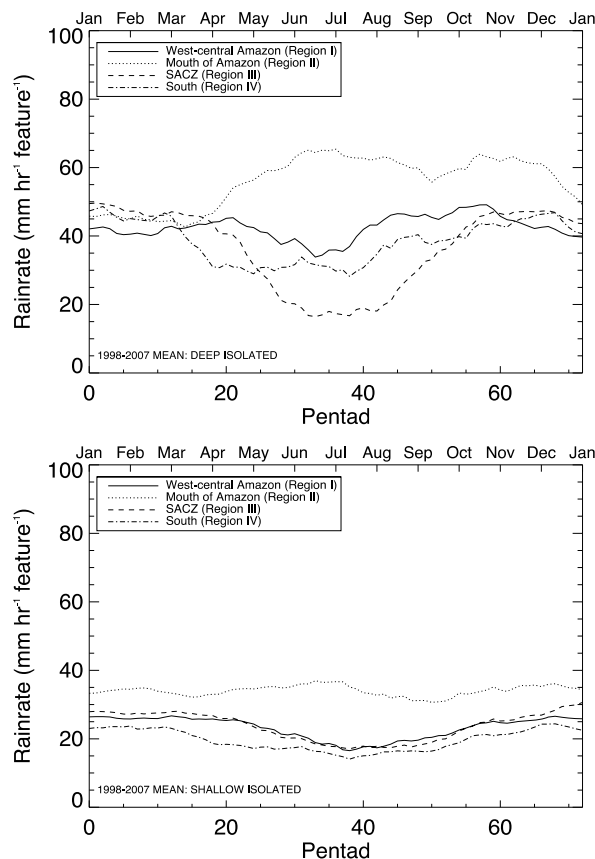 Jan Feb Mar Apr May Jun Jul Aug Sep Oct Nov Dec Jan
100
80
60
40
20
0
Rainrate (mm hr⁻¹ feature⁻¹)
West-central Amazon (Region I)
Mouth of Amazon (Region II)
SACZ (Region III)
South (Region IV)
1998-2007 MEAN: DEEP ISOLATED
0 20 40 60
Pentad
Jan Feb Mar Apr May Jun Jul Aug Sep Oct Nov Dec Jan
100
80
60
40
20
0
Rainrate (mm hr⁻¹ feature⁻¹)
West-central Amazon (Region I)
Mouth of Amazon (Region II)
SACZ (Region III)
South (Region IV)
1998-2007 MEAN: SHALLOW ISOLATED
0 20 40 60
Pentad